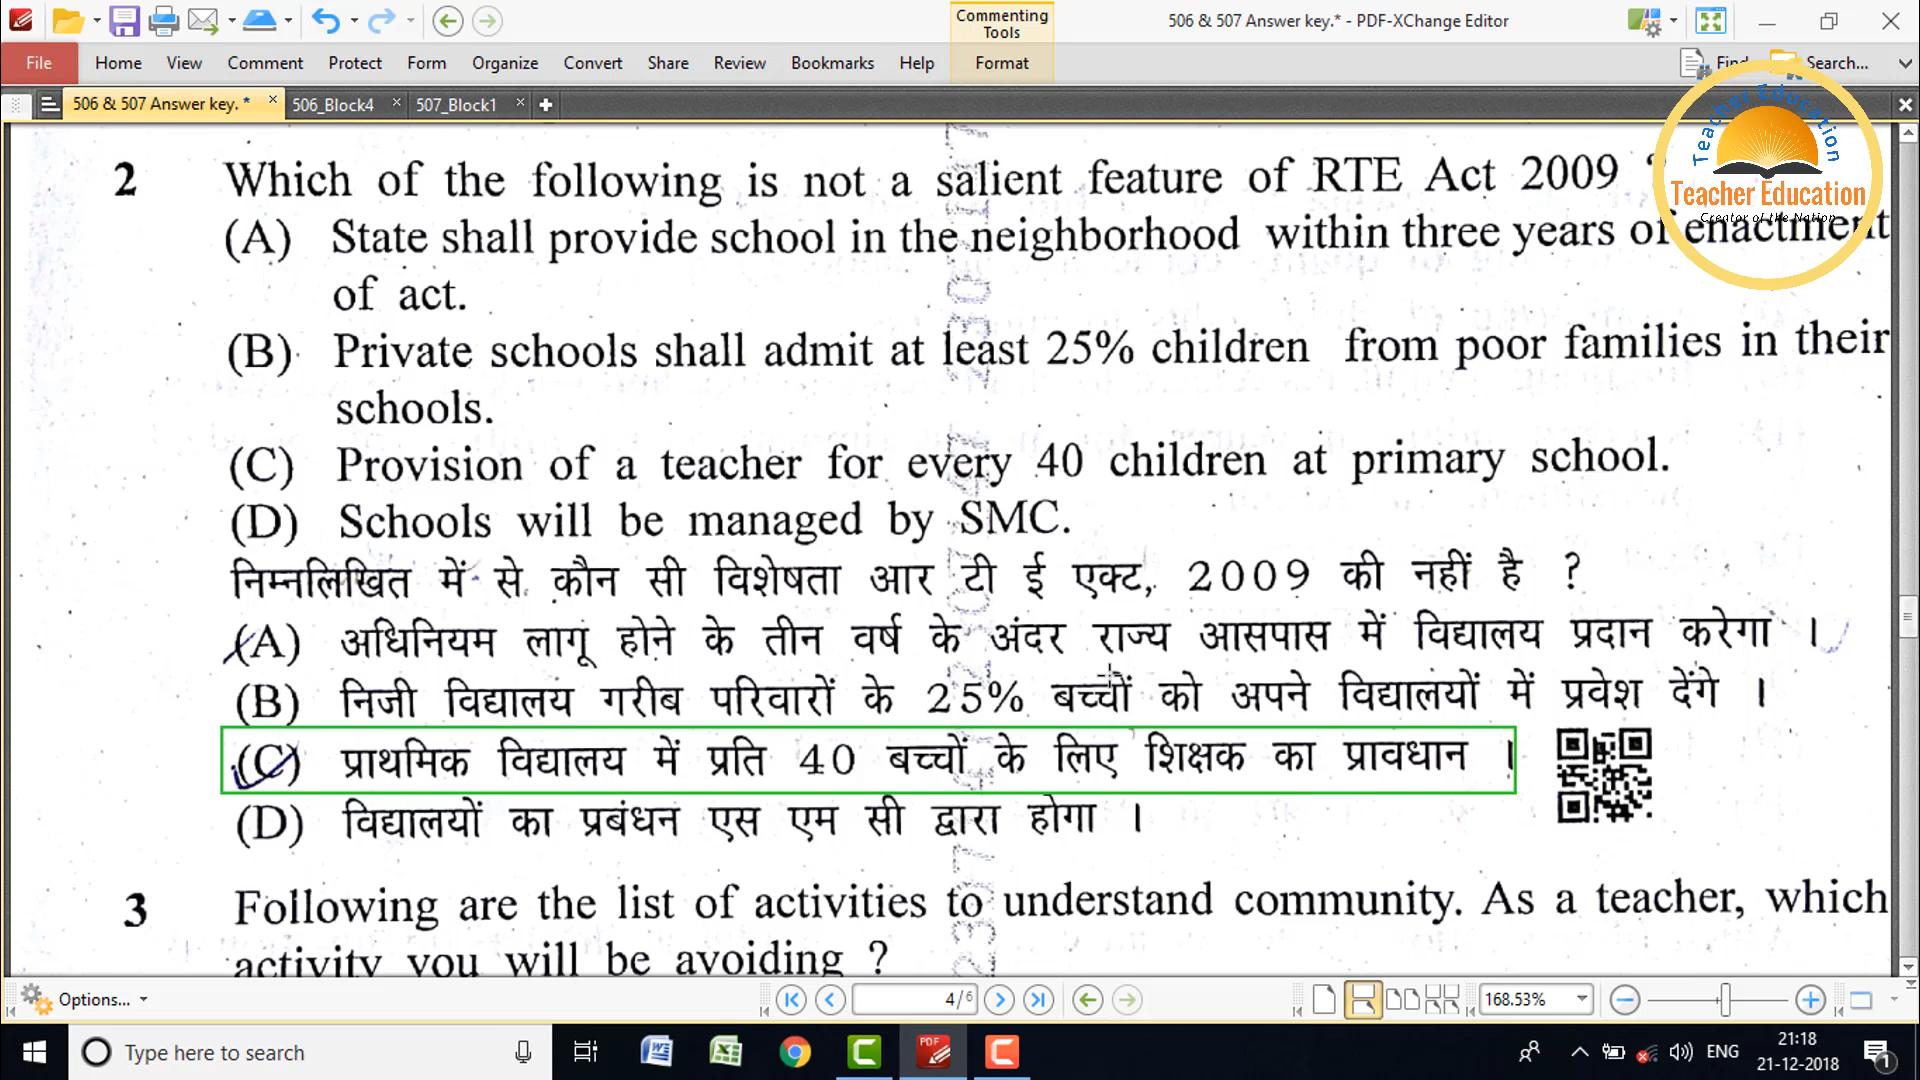 Commenting Tools
506 & 507 Answer key.* - PDF-XChange Editor
File Home View Comment Protect Form Organize Convert Share Review Bookmarks Help Format Find Search...
506 & 507 Answer key. * 506_Block4 507_Block1
Teacher Education
Teacher Education
Creator of the Nation
2 Which of the following is not a salient feature of RTE Act 2009 ?
(A) State shall provide school in the neighborhood within three years of enactment
of act.
(B) Private schools shall admit at least 25% children from poor families in their
schools.
(C) Provision of a teacher for every 40 children at primary school.
(D) Schools will be managed by SMC.
निम्नलिखित में से कौन सी विशेषता आर टी ई एक्ट, 2009 की नहीं है ?
(A) अधिनियम लागू होने के तीन वर्ष के अंदर राज्य आसपास में विद्यालय प्रदान करेगा ।
(B) निजी विद्यालय गरीब परिवारों के 25% बच्चों को अपने विद्यालयों में प्रवेश देंगे ।
(C) प्राथमिक विद्यालय में प्रति 40 बच्चों के लिए शिक्षक का प्रावधान ।
(D) विद्यालयों का प्रबंधन एस एम सी द्वारा होगा ।
3 Following are the list of activities to understand community. As a teacher, which
activity you will be avoiding ?
Options... 4/6 168.53%
Type here to search
ENG
21:18
21-12-2018
1